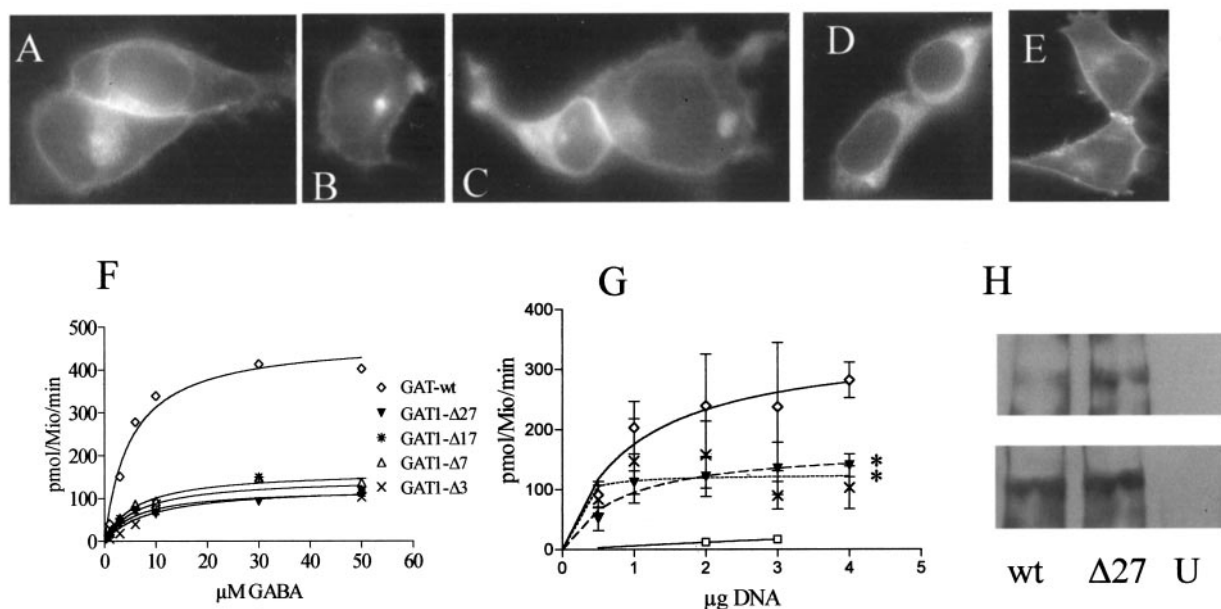 A
B
C
D
E
F
pmol/Mio/min
500
400
300
200
100
0
0 10 20 30 40 50 60
µM GABA
GAT-wt
GAT1-Δ27
GAT1-Δ17
GAT1-Δ7
GAT1-Δ3
G
pmol/Mio/min
400
300
200
100
0
0 1 2 3 4 5
µg DNA
*
*
H
wt Δ27 U